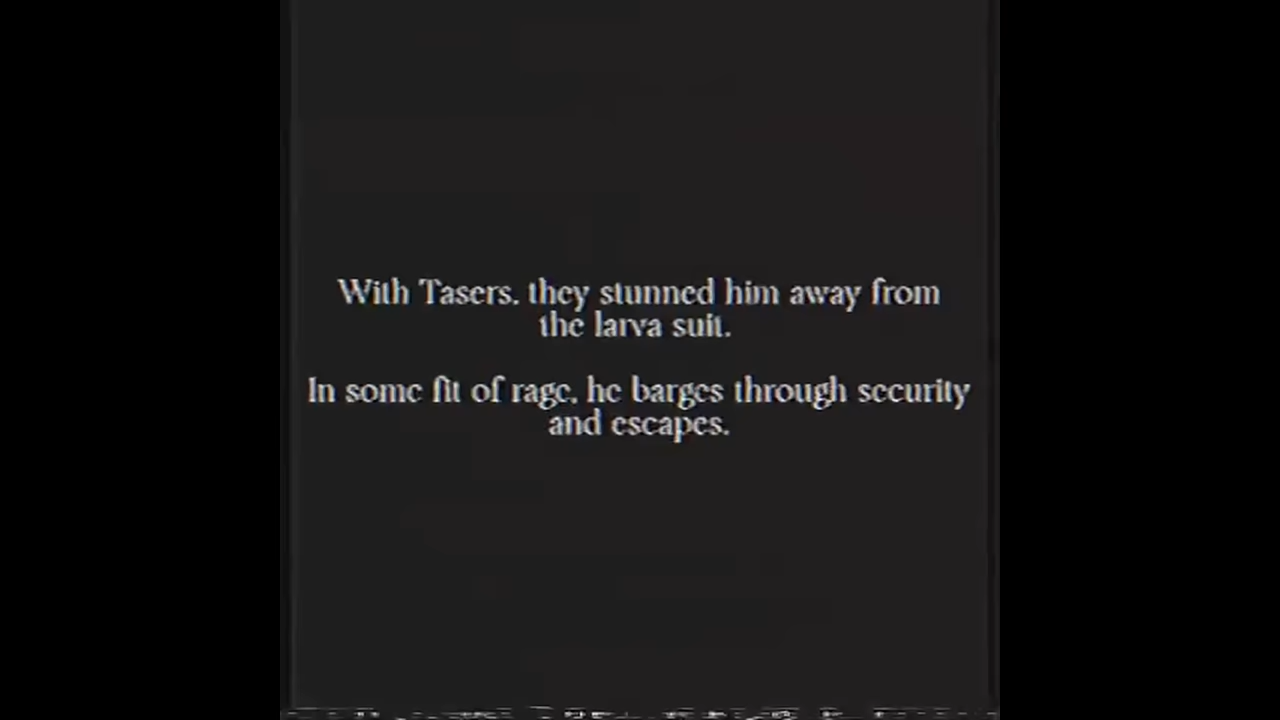 With Tasers, they stunned him away from
the larva suit.
In some fit of rage, he barges through security
and escapes.